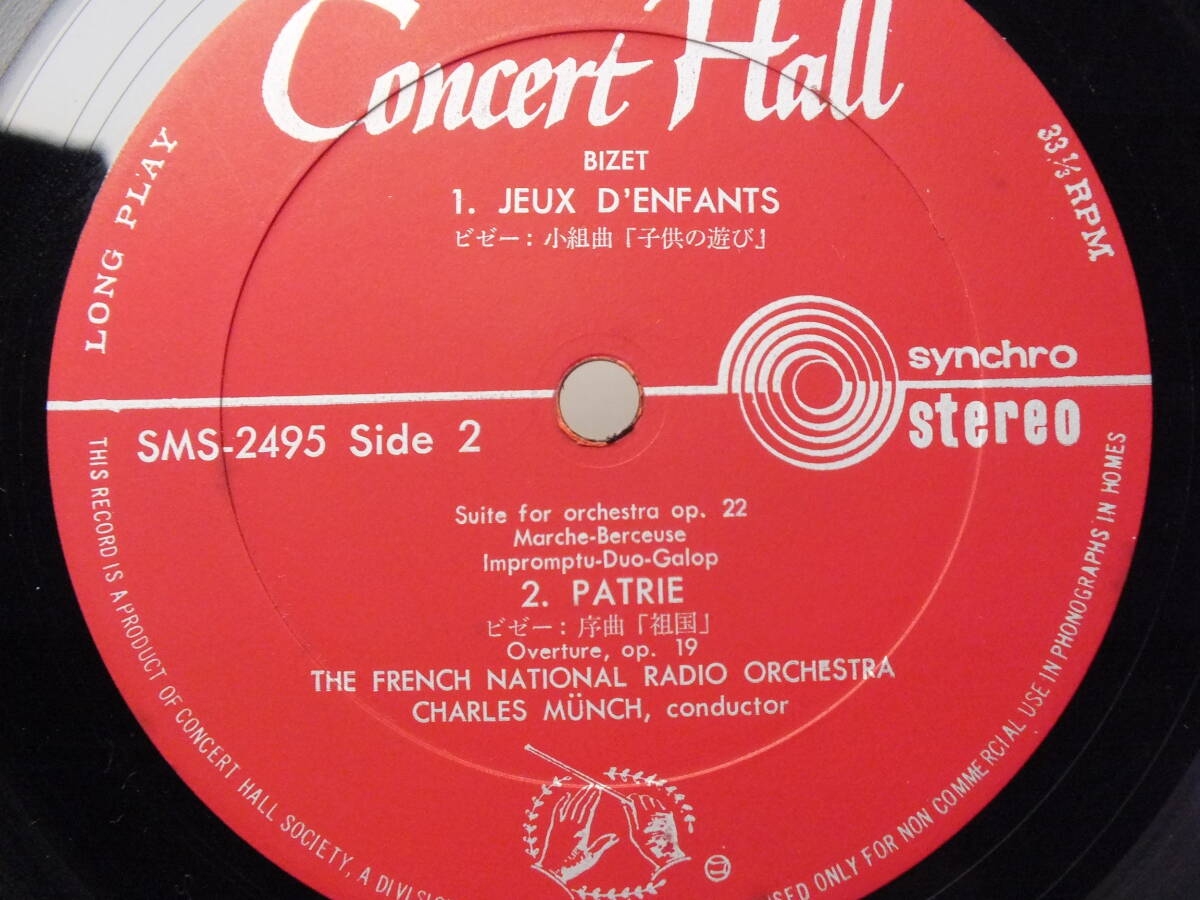 Concert Hall
LONG PLAY
33 1/3 RPM
BIZET
1. JEUX D'ENFANTS
ビゼー：小組曲「子供の遊び」
synchro
stereo
SMS-2495 Side 2
Suite for orchestra op. 22
Marche-Berceuse
Impromptu-Duo-Galop
2. PATRIE
ビゼー：序曲「祖国」
Overture, op. 19
THE FRENCH NATIONAL RADIO ORCHESTRA
CHARLES MÜNCH, conductor
THIS RECORD IS A PRODUCT OF CONCERT HALL SOCIETY, A
ONLY FOR NON COMMERCIAL USE IN PHONOGRAPHS IN HOMES